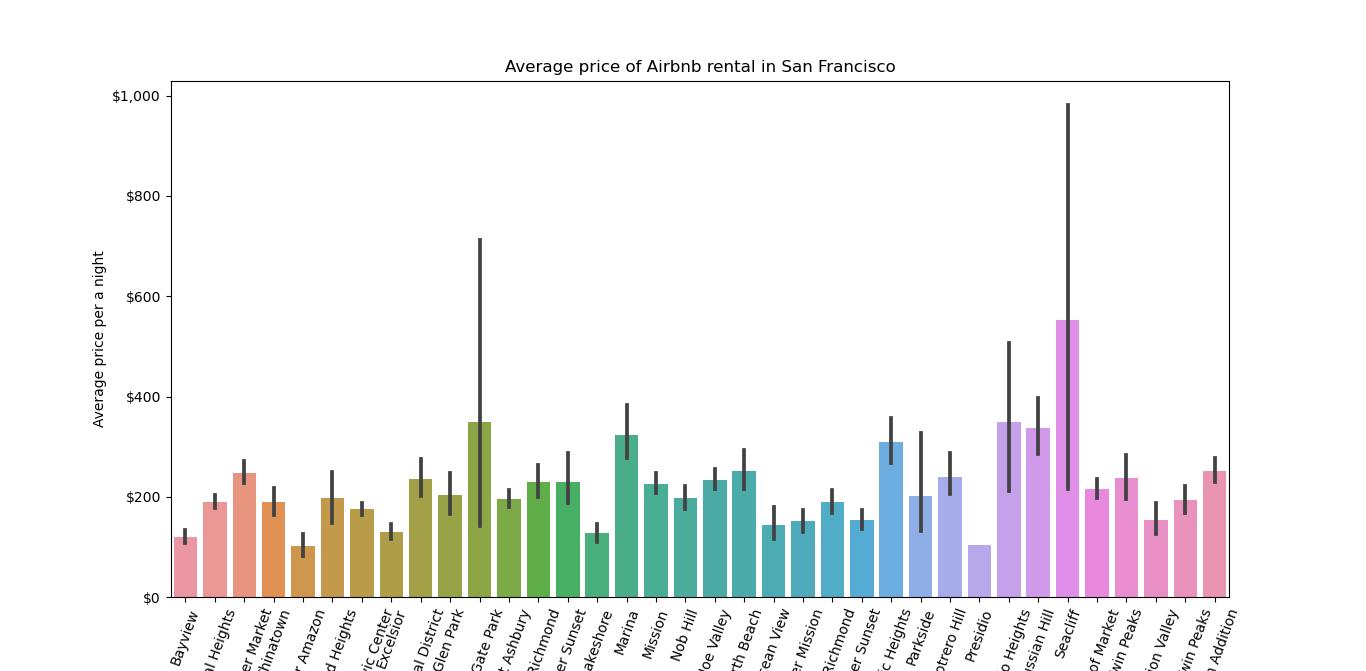 Average price of Airbnb rental in San Francisco
Average price per a night
$1,000
$800
$600
$400
$200
$0
Bayview
al Heights
er Market
hinatown
r Amazon
d Heights
ic Center
Excelsior
al District
Glen Park
Gate Park
t Ashbury
Richmond
er Sunset
akeshore
Marina
Mission
Nob Hill
oe Valley
rth Beach
ean View
er Mission
Richmond
er Sunset
ic Heights
Parkside
otrero Hill
Presidio
o Heights
ussian Hill
Seacliff
of Market
win Peaks
ion Valley
win Peaks
n Addition